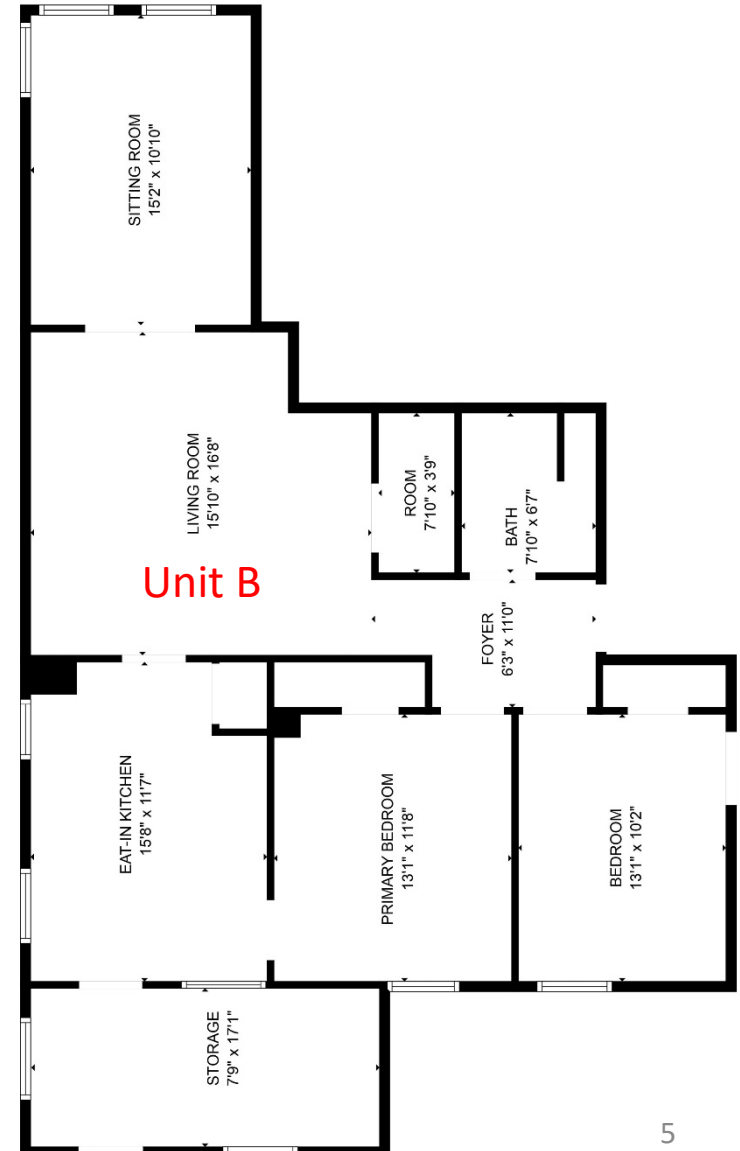 SITTING ROOM
15'2" x 10'10"
LIVING ROOM
15'10" x 16'8"
ROOM
7'10" x 3'9"
BATH
7'10" x 6'7"
Unit B
FOYER
6'3" x 11'0"
EAT-IN KITCHEN
15'8" x 11'7"
PRIMARY BEDROOM
13'1" x 11'8"
BEDROOM
13'1" x 10'2"
STORAGE
7'9" x 17'1"
5